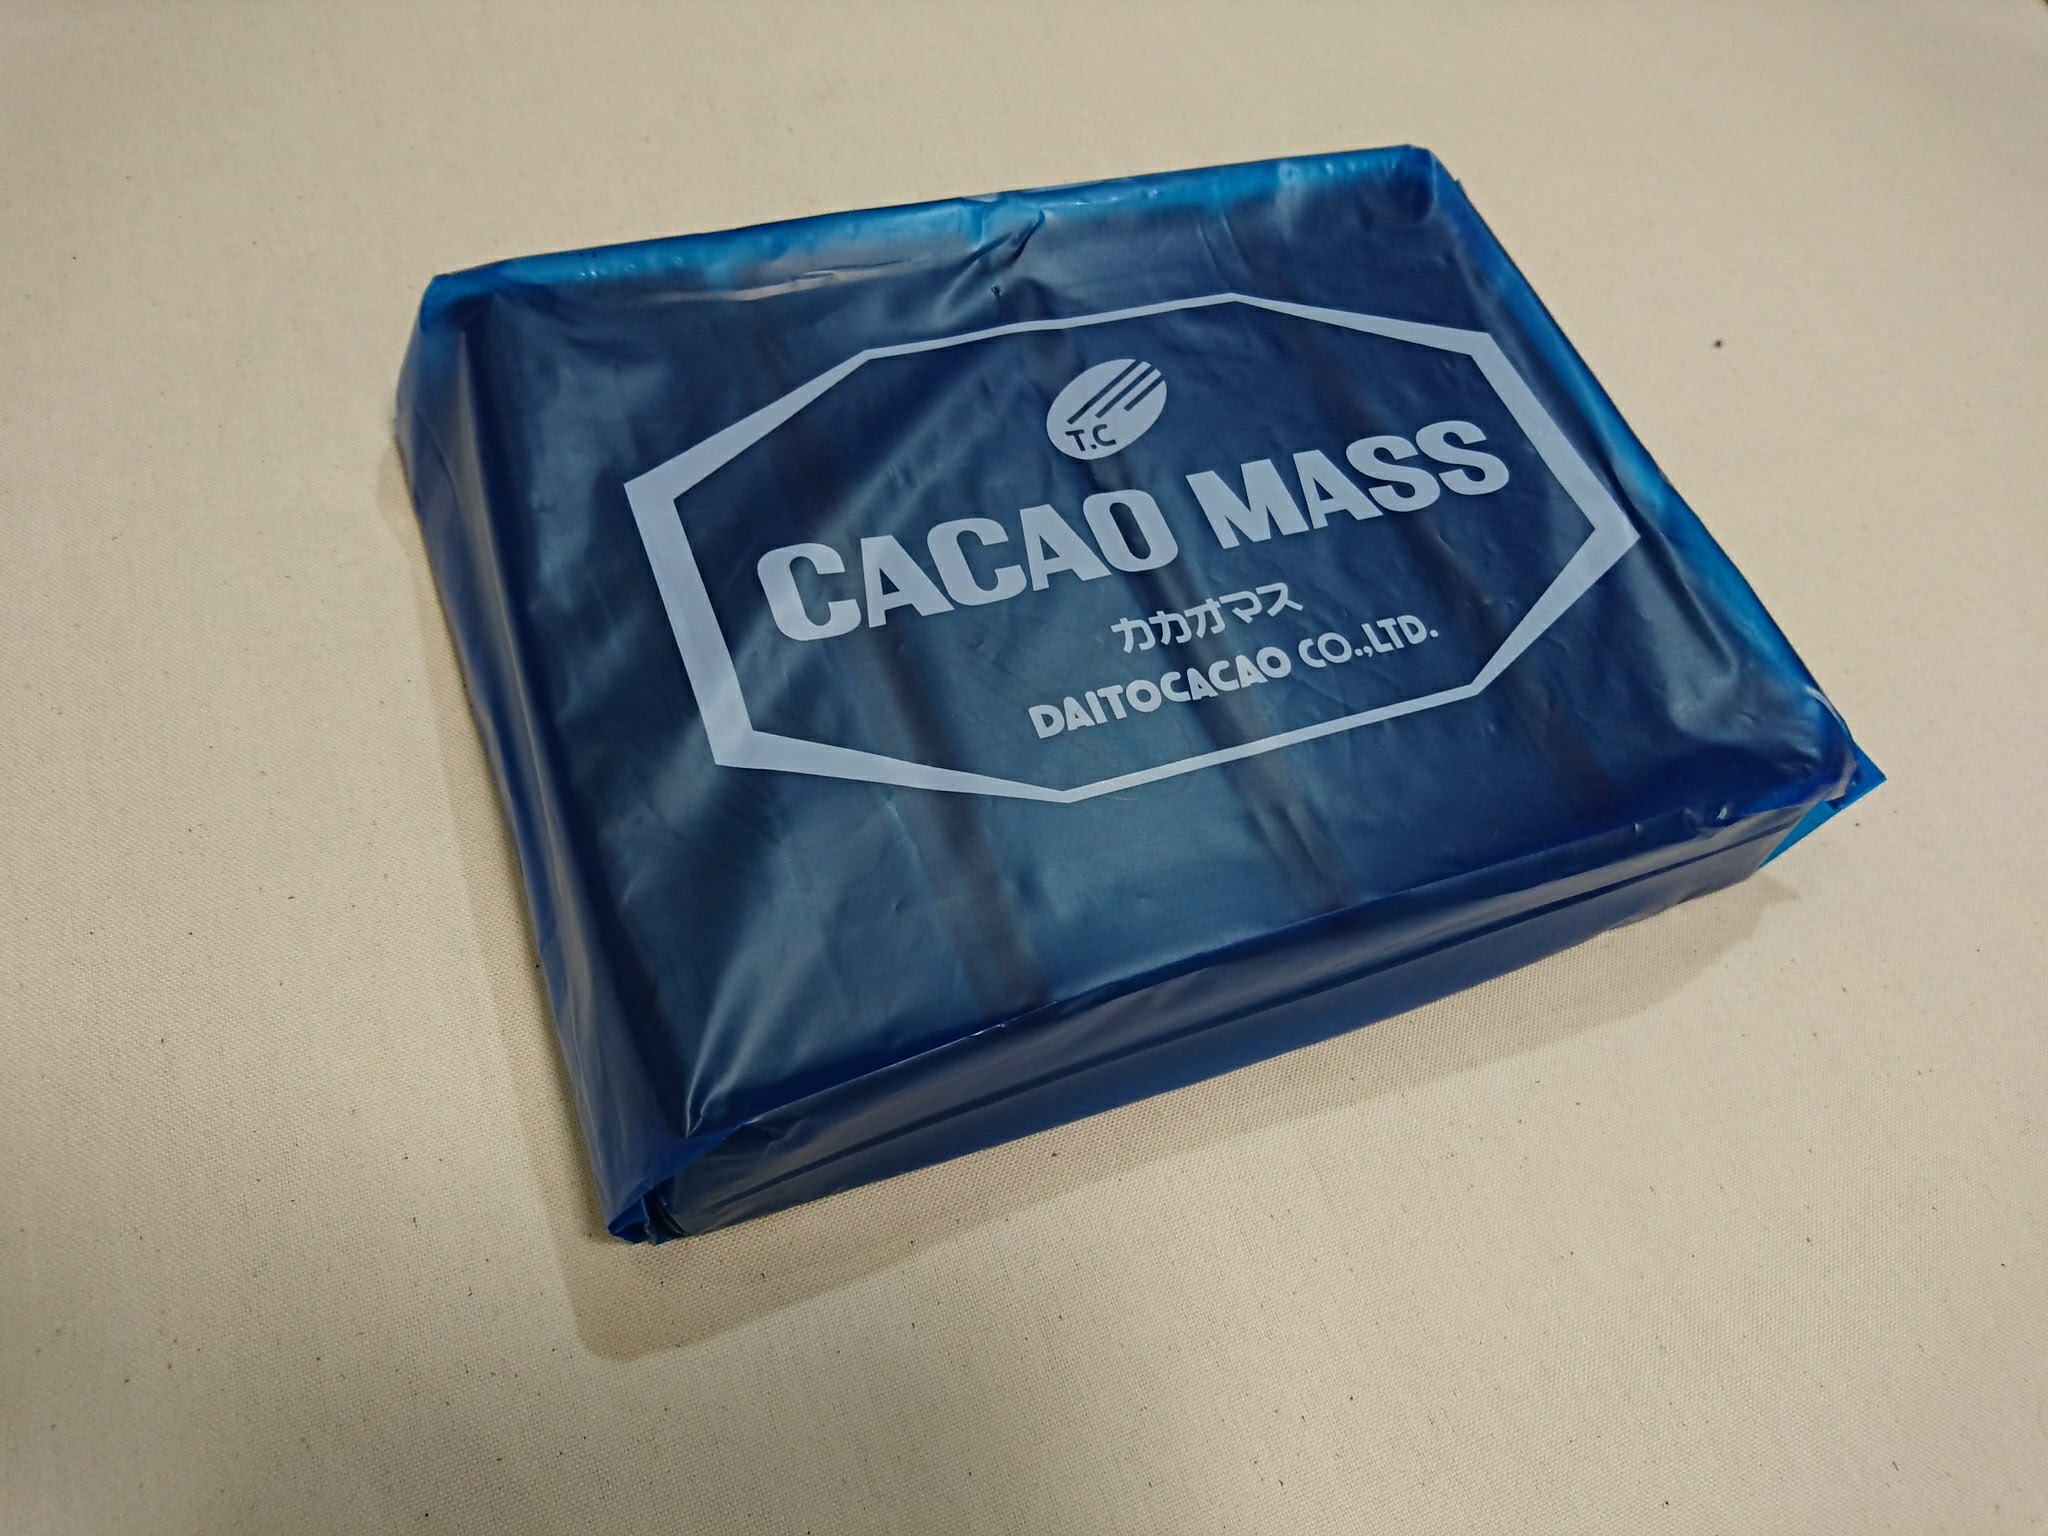 T.C
CACAO MASS
カカオマス
DAITOCACAO CO.,LTD.